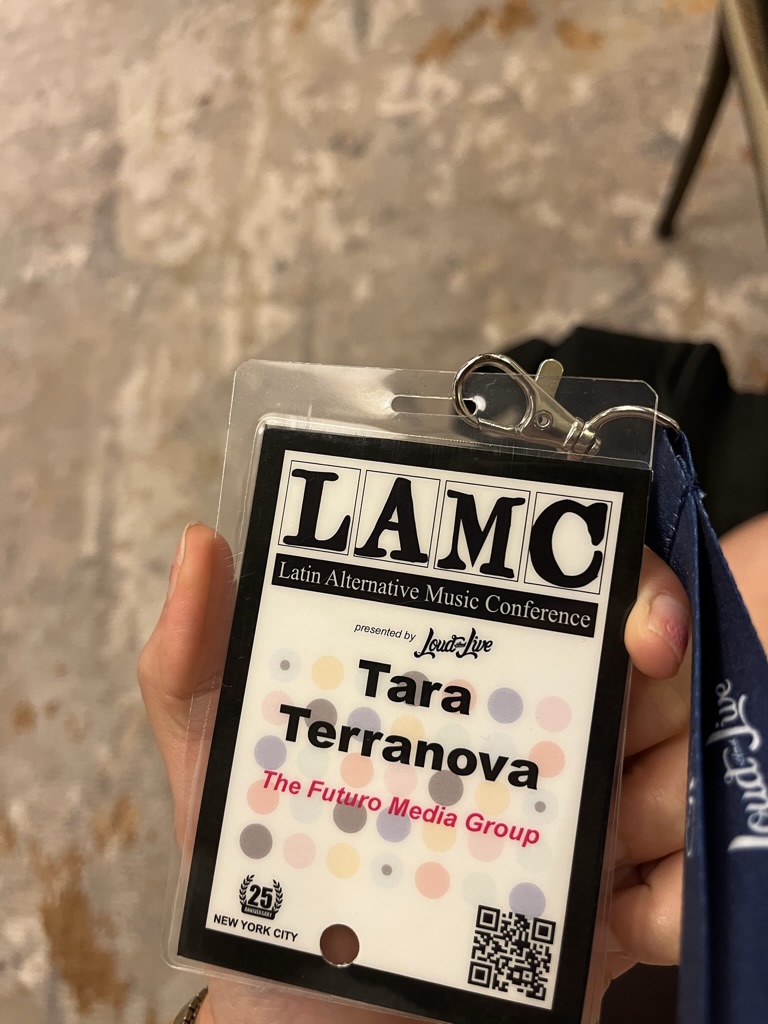 LAMC
Latin Alternative Music Conference
presented by Loud and Live
Tara
Terranova
The Futuro Media Group
25
ANNIVERSARY
NEW YORK CITY
Loud and Live